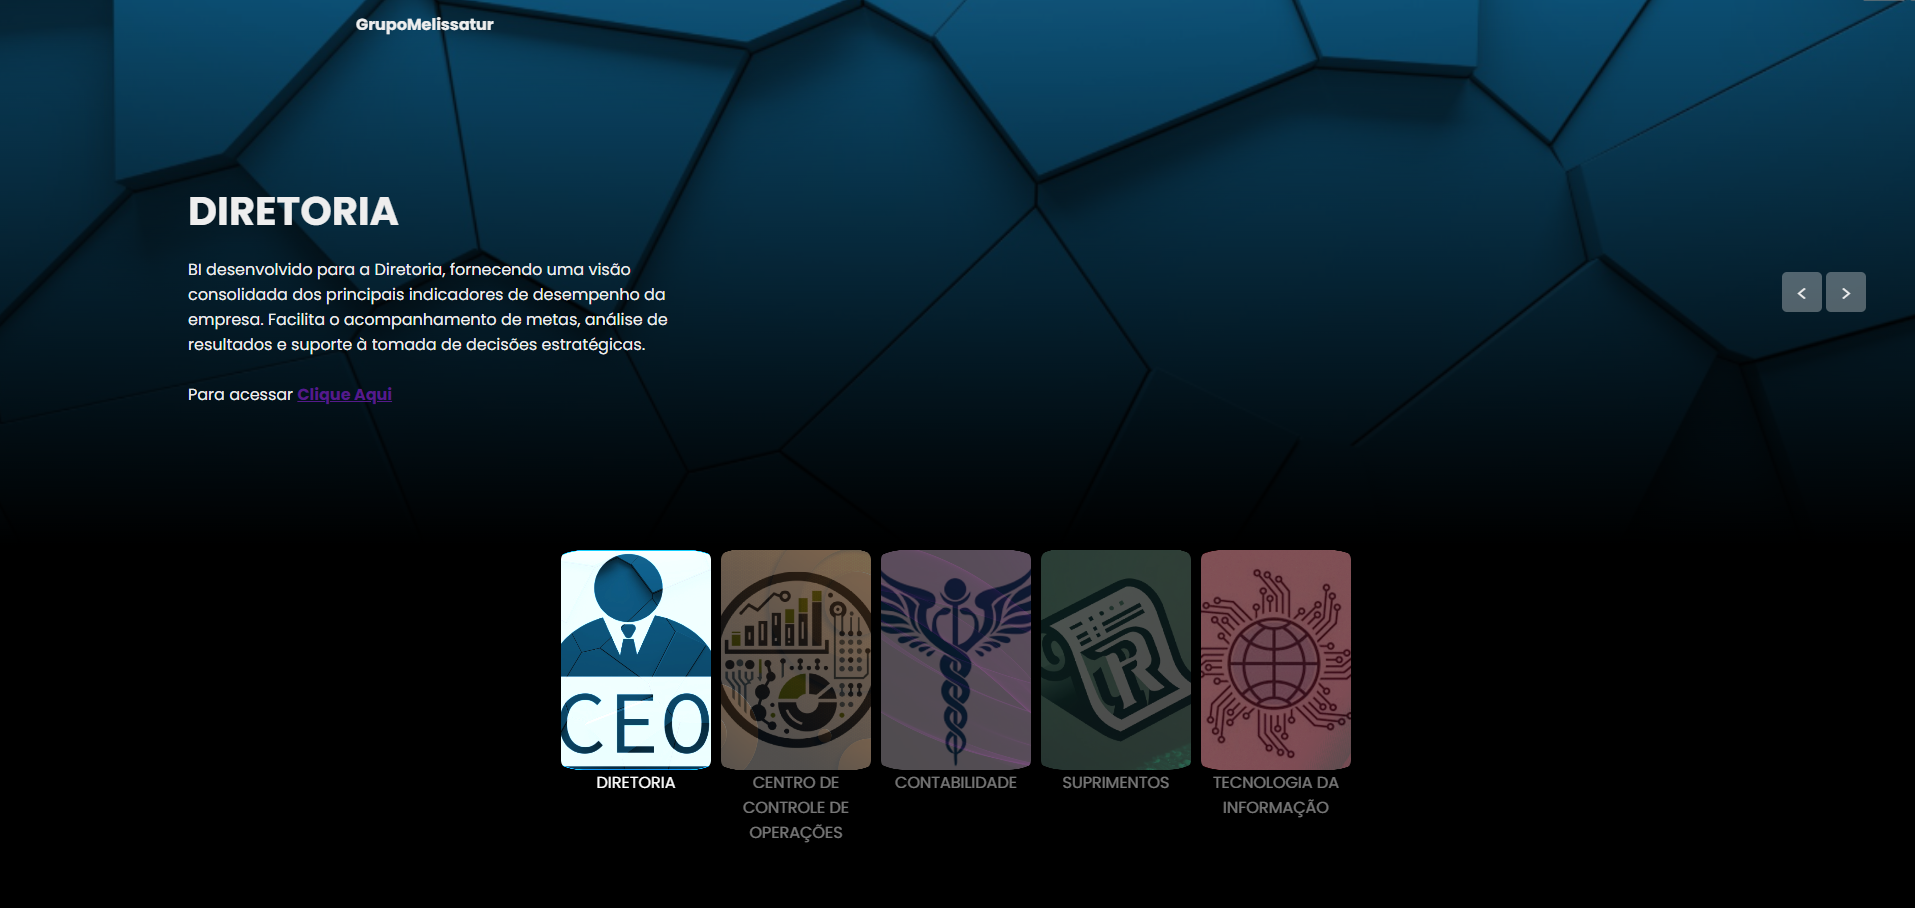 GrupoMelissatur
DIRETORIA
BI desenvolvido para a Diretoria, fornecendo uma visão
consolidada dos principais indicadores de desempenho da
empresa. Facilita o acompanhamento de metas, análise de
resultados e suporte à tomada de decisões estratégicas.
Para acessar Clique Aqui
< >
CEO
R
DIRETORIA
CENTRO DE
CONTROLE DE
OPERAÇÕES
CONTABILIDADE
SUPRIMENTOS
TECNOLOGIA DA
INFORMAÇÃO